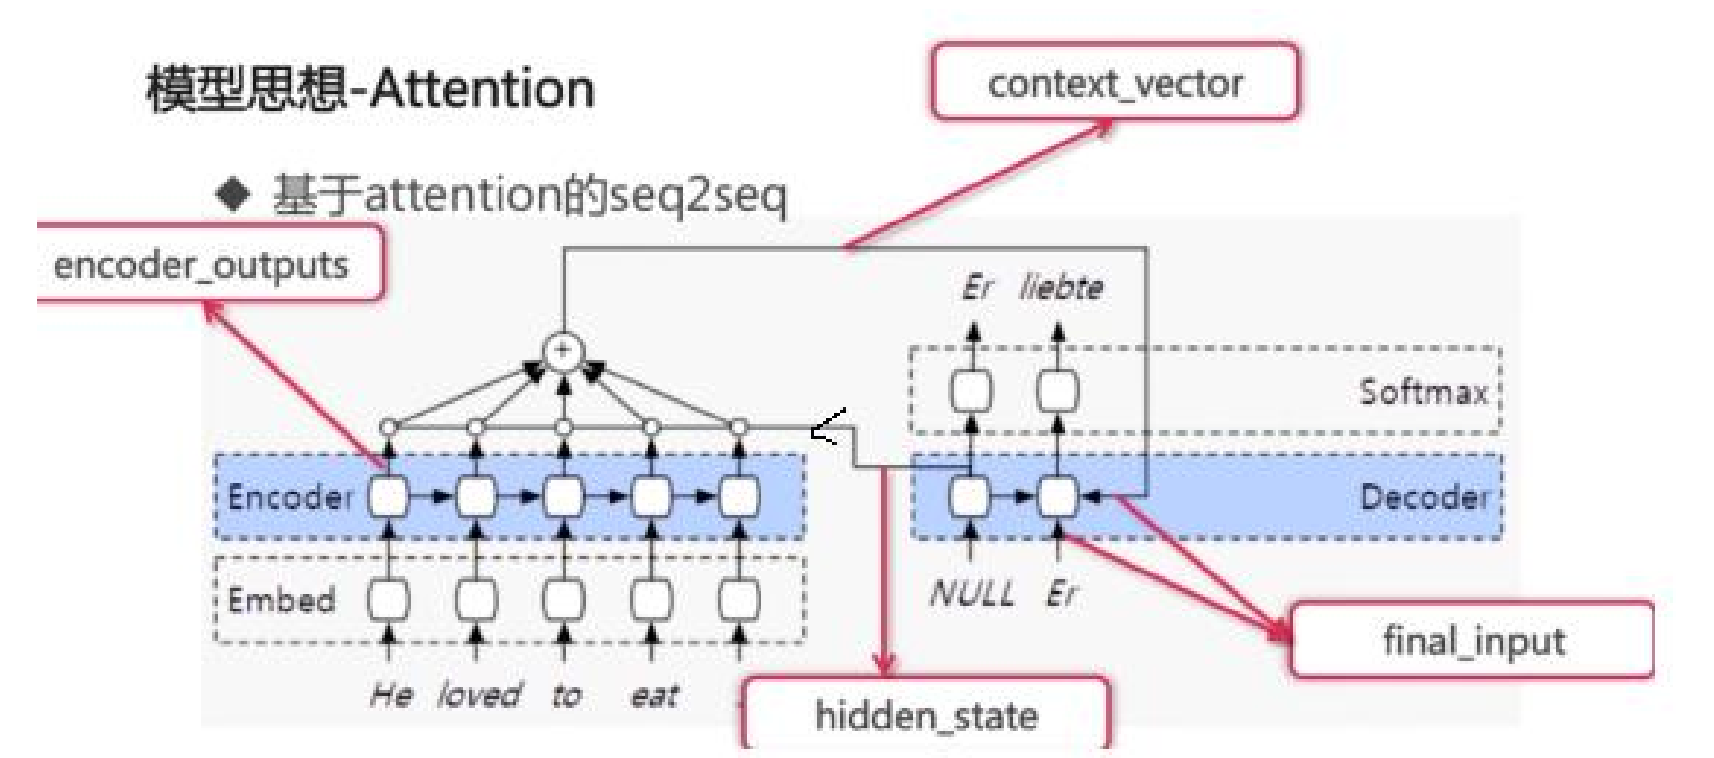 模型思想-Attention
context_vector
◆ 基于attention的seq2seq
encoder_outputs
Er liebte
+
Softmax
Encoder
Decoder
Embed
NULL Er
final_input
He loved to eat
hidden_state